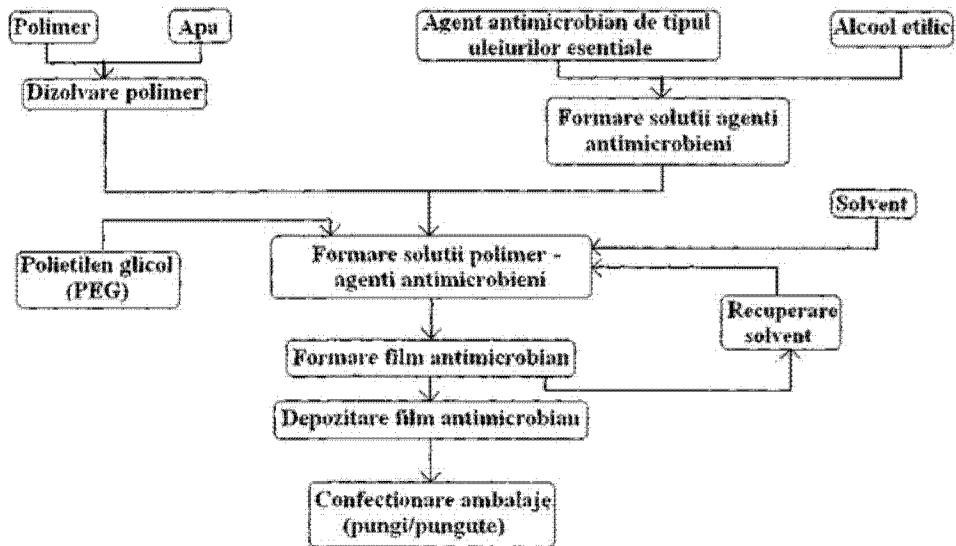 Polimer
Apa
Agent antimicrobian de tipul
uleiurilor esentiale
Alcool etilic
Dizolvare polimer
Formare solutii agenti
antimicrobieni
Solvent
Polietilen glicol
(PEG)
Formare solutii polimer -
agenti antimicrobieni
Recuperare
solvent
Formare film antimicrobian
Depozitare film antimicrobian
Confectionare ambalaje
(pungi/pungute)